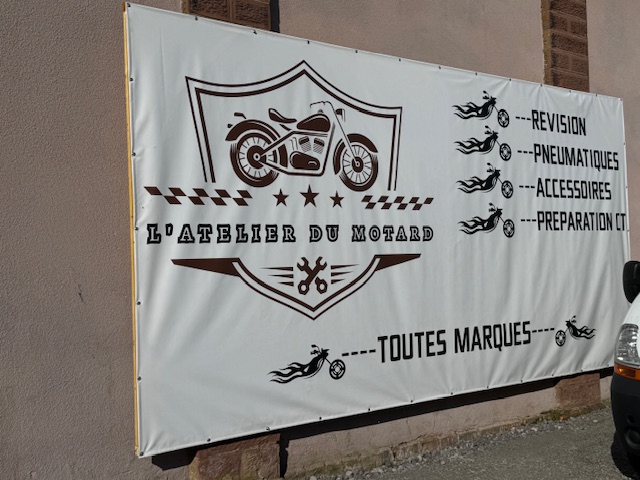 L'ATELIER DU MOTARD
---REVISION
---PNEUMATIQUES
---ACCESSOIRES
---PREPARATION CT
-----TOUTES MARQUES----